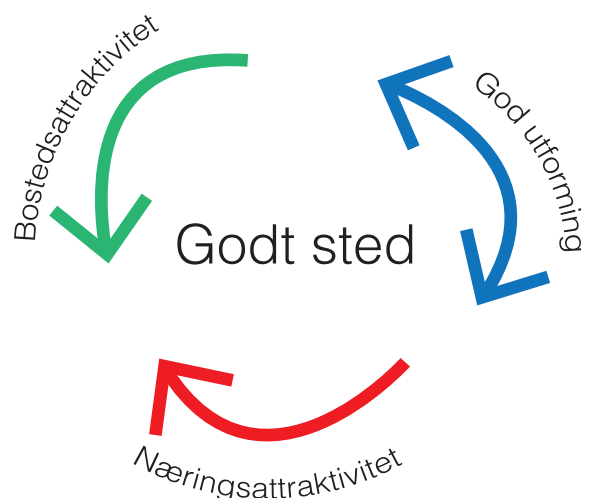 Bostedsattraktivitet
God utforming
Godt sted
Næringsattraktivitet